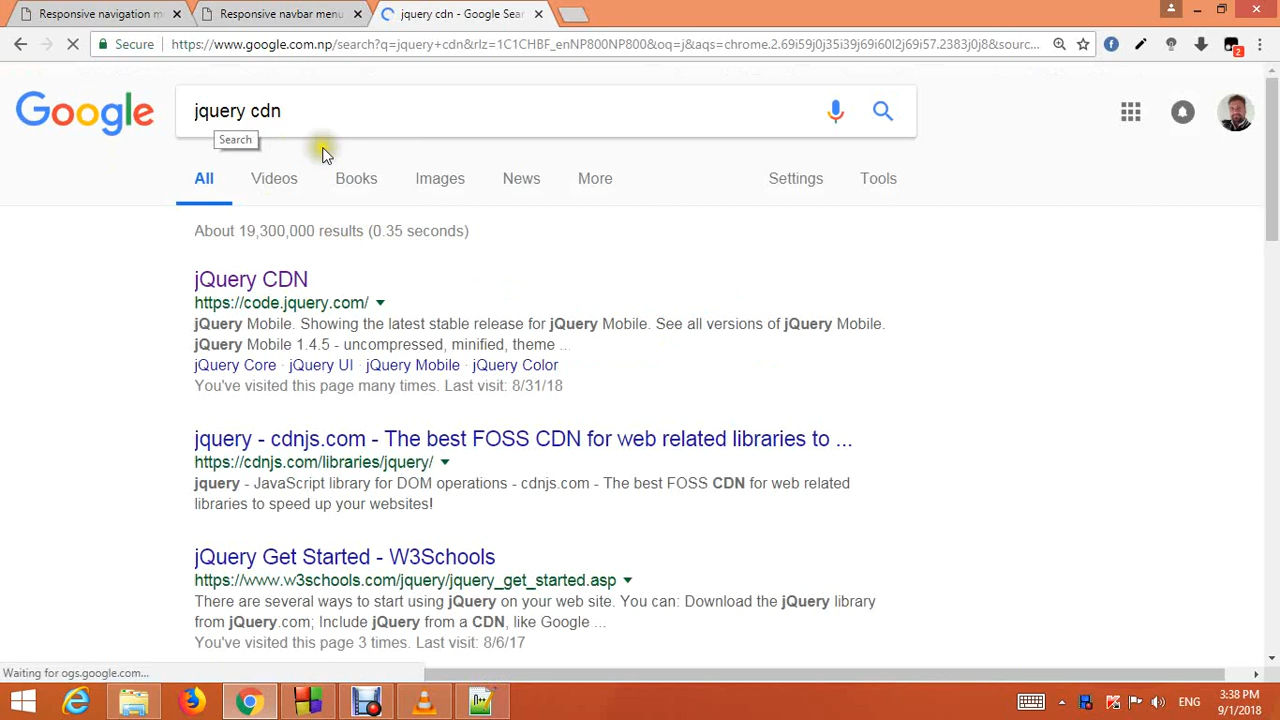 Responsive navigation m
Responsive navbar menu
jquery cdn - Google Sear
Secure
https://www.google.com.np/search?q=jquery+cdn&rlz=1C1CHBF_enNP800NP800&oq=j&aqs=chrome.2.69i59j0j35i39j69i60l2j69i57.2383j0j8&sourc...
2
Google
jquery cdn
Search
All
Videos
Books
Images
News
More
Settings
Tools
About 19,300,000 results (0.35 seconds)
jQuery CDN
https://code.jquery.com/
jQuery Mobile. Showing the latest stable release for jQuery Mobile. See all versions of jQuery Mobile.
jQuery Mobile 1.4.5 - uncompressed, minified, theme ...
jQuery Core · jQuery UI · jQuery Mobile · jQuery Color
You've visited this page many times. Last visit: 8/31/18
jquery - cdnjs.com - The best FOSS CDN for web related libraries to ...
https://cdnjs.com/libraries/jquery/
jquery - JavaScript library for DOM operations - cdnjs.com - The best FOSS CDN for web related
libraries to speed up your websites!
jQuery Get Started - W3Schools
https://www.w3schools.com/jquery/jquery_get_started.asp
There are several ways to start using jQuery on your web site. You can: Download the jQuery library
from jQuery.com; Include jQuery from a CDN, like Google ...
You've visited this page 3 times. Last visit: 8/6/17
Waiting for ogs.google.com...
ENG
3:38 PM
9/1/2018